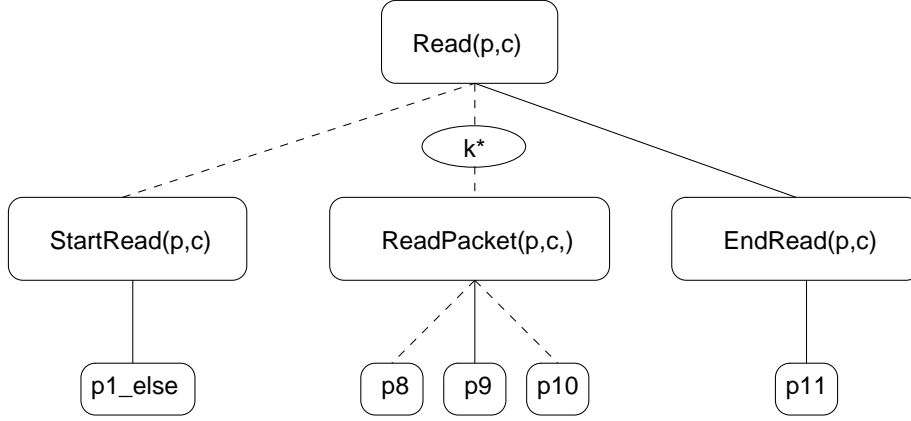 Read(p,c)
k*
StartRead(p,c)
ReadPacket(p,c,)
EndRead(p,c)
p1_else
p8
p9
p10
p11